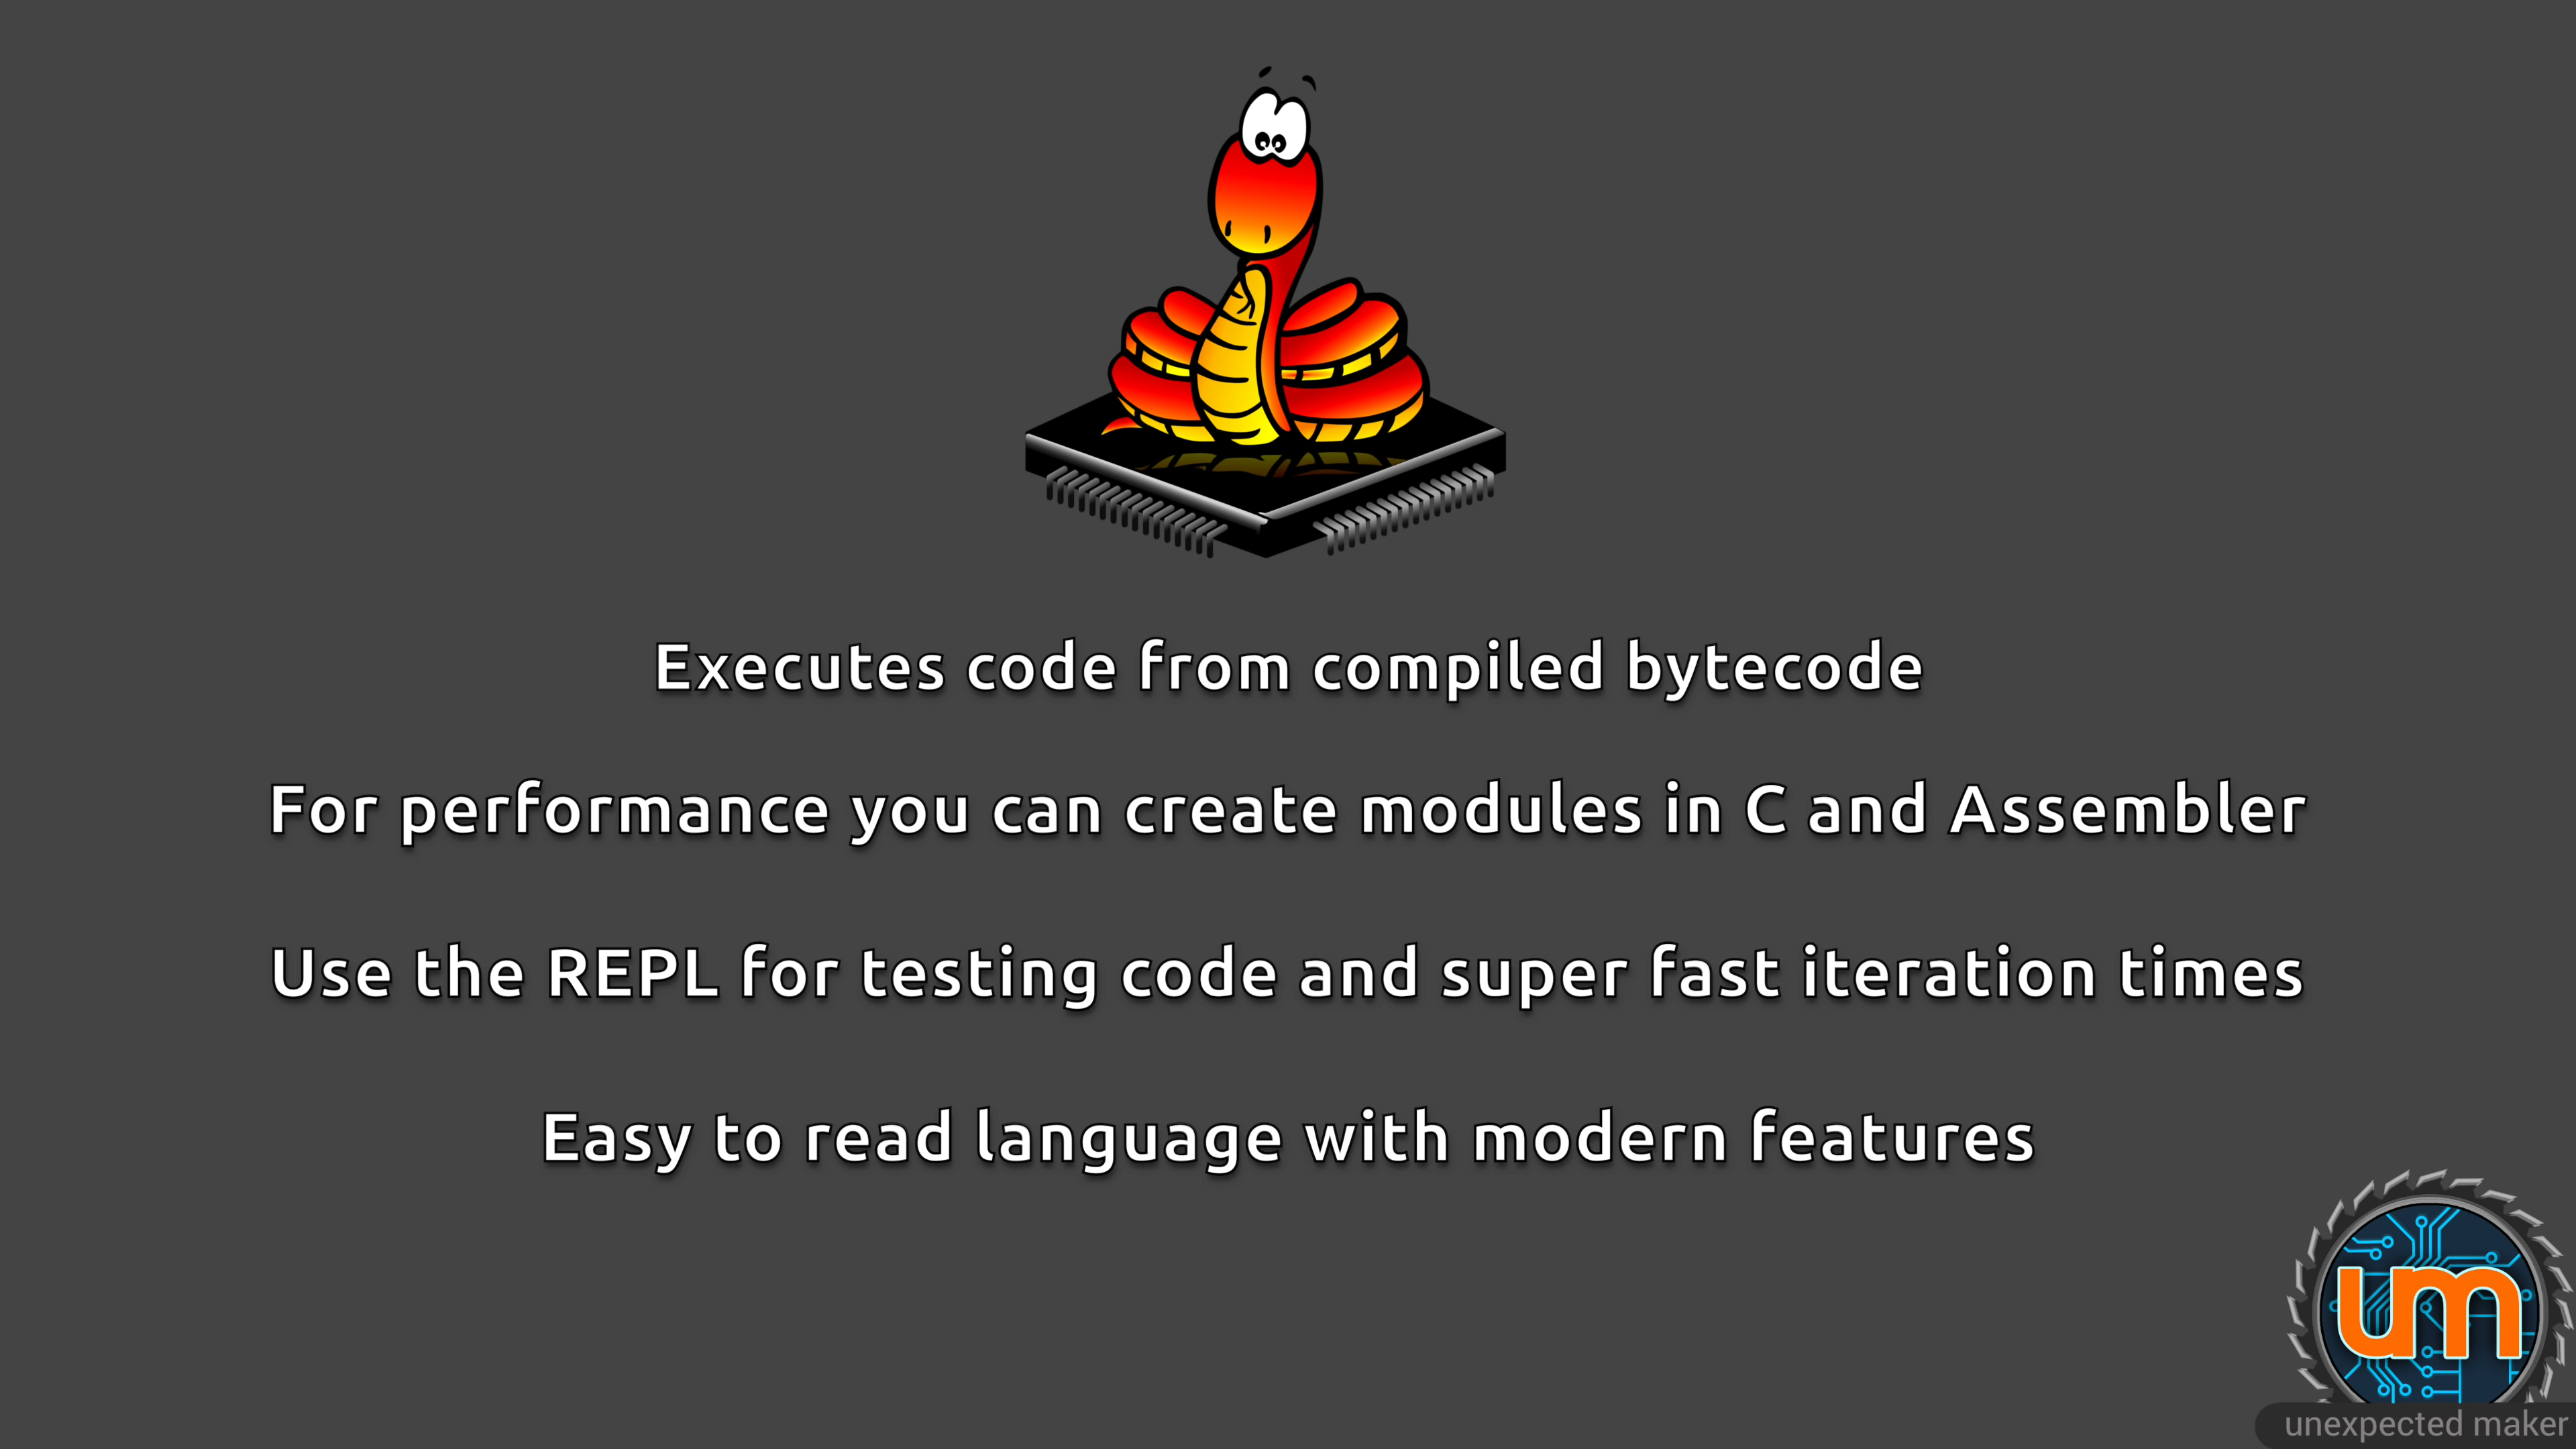 Executes code from compiled bytecode
For performance you can create modules in C and Assembler
Use the REPL for testing code and super fast iteration times
Easy to read language with modern features
um
unexpected maker